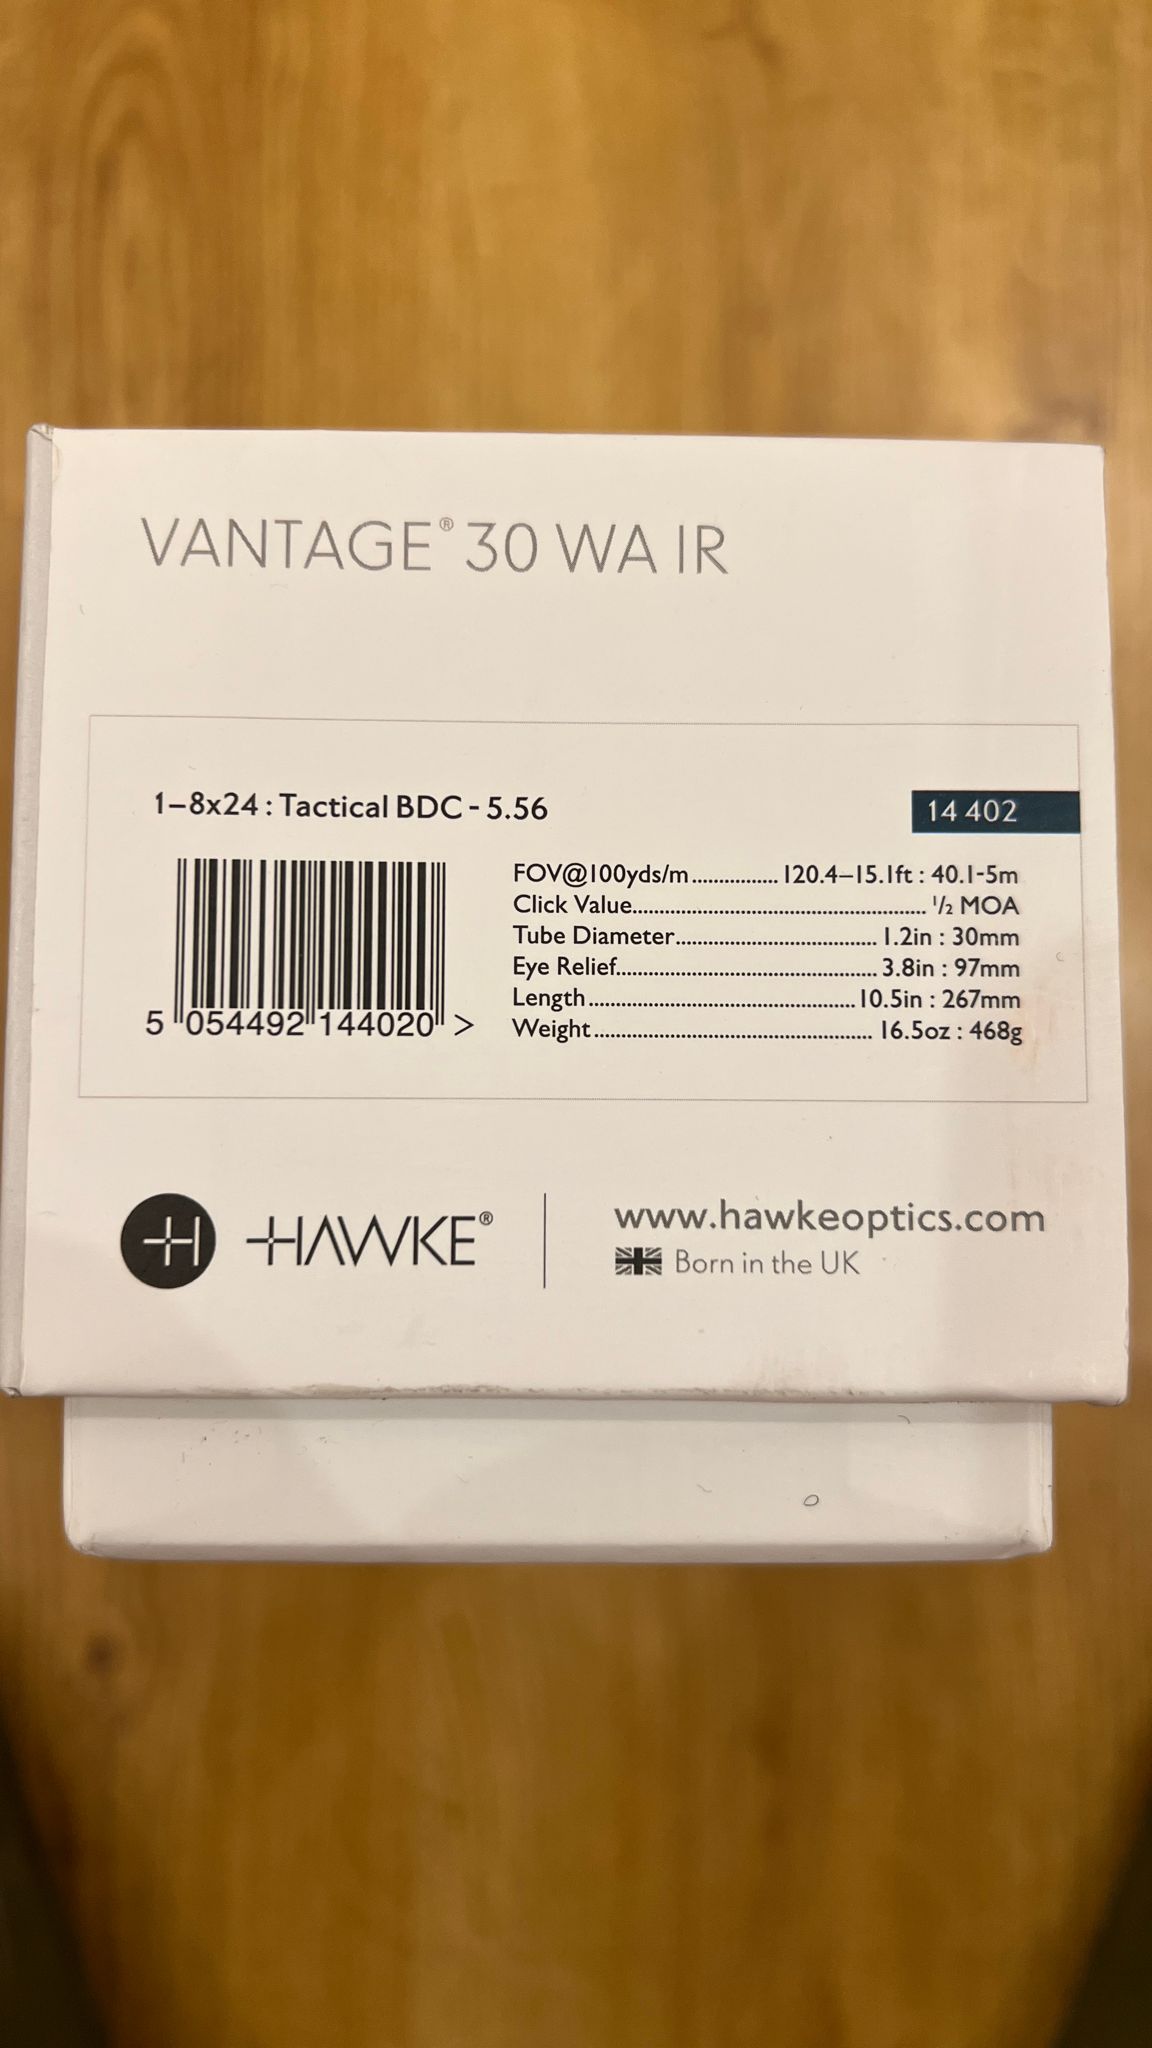 VANTAGE® 30 WA IR
1–8x24 : Tactical BDC - 5.56
14 402
FOV@100yds/m................ 120.4–15.1ft : 40.1-5m
Click Value................................................ ½ MOA
Tube Diameter................................. 1.2in : 30mm
Eye Relief........................................... 3.8in : 97mm
Length............................................ 10.5in : 267mm
Weight.............................................. 16.5oz : 468g
5 054492 144020 >
H HAWKE®
www.hawkeoptics.com
Born in the UK